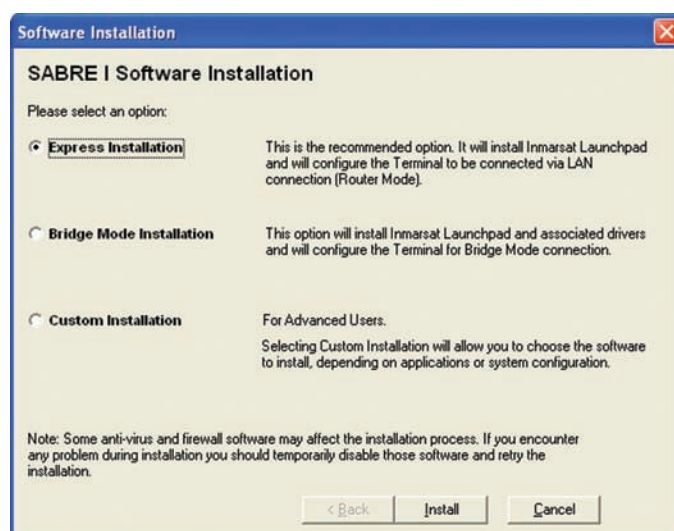 Software Installation
SABRE I Software Installation
Please select an option:
Express Installation
This is the recommended option. It will install Inmarsat Launchpad
and will configure the Terminal to be connected via LAN
connection (Router Mode).
Bridge Mode Installation
This option will install Inmarsat Launchpad and associated drivers
and will configure the Terminal for Bridge Mode connection.
Custom Installation
For Advanced Users.
Selecting Custom Installation will allow you to choose the software
to install, depending on applications or system configuration.
Note: Some anti-virus and firewall software may affect the installation process. If you encounter
any problem during installation you should temporarily disable those software and retry the
installation.
< Back Install Cancel